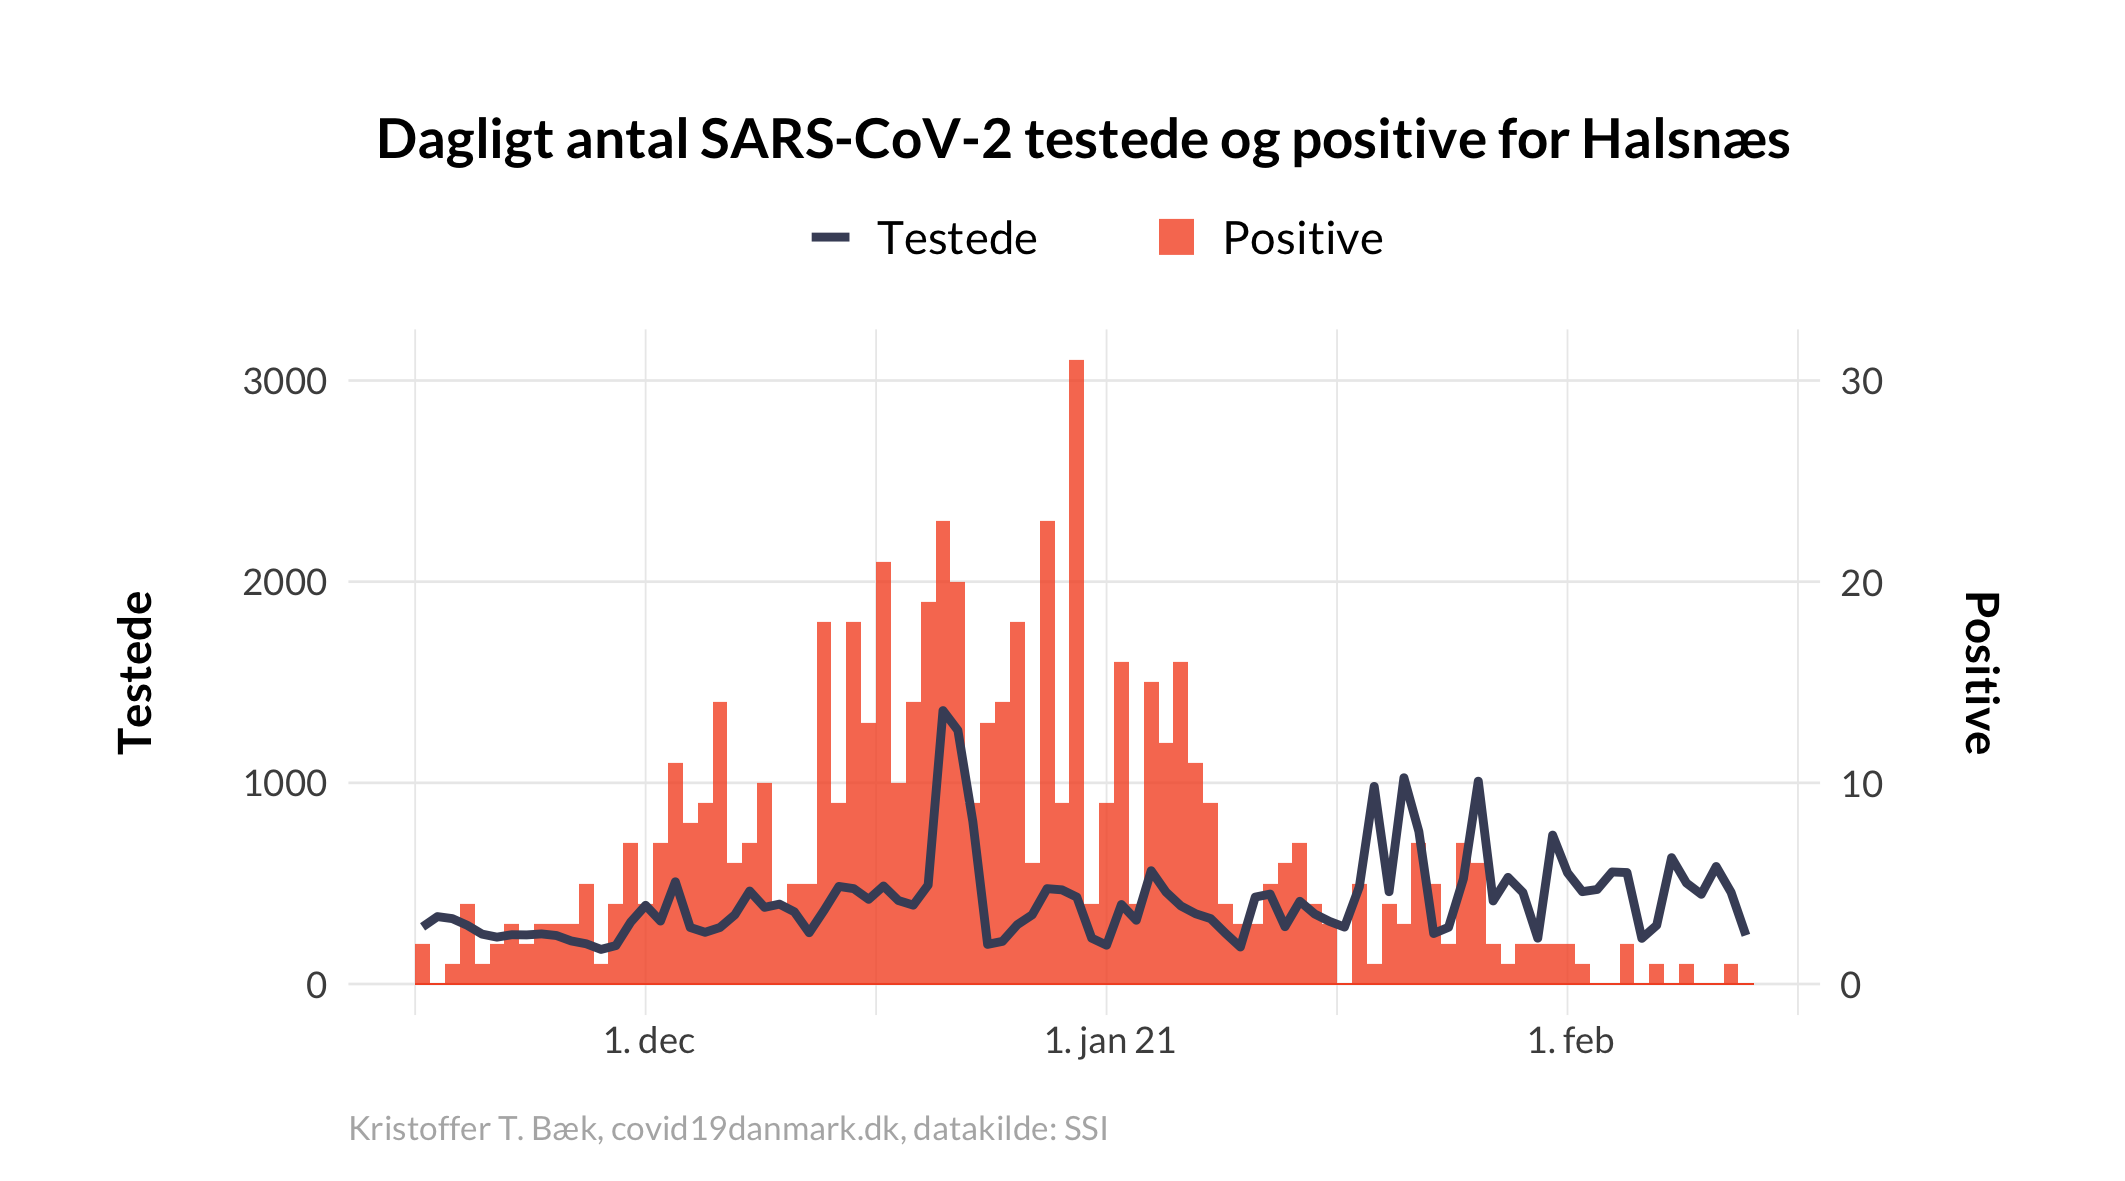 Dagligt antal SARS-CoV-2 testede og positive for Halsnæs
Testede Positive
3000 30
2000 20
Testede Positive
1000 10
0 0
1. dec 1. jan 21 1. feb
Kristoffer T. Bæk, covid19danmark.dk, datakilde: SSI